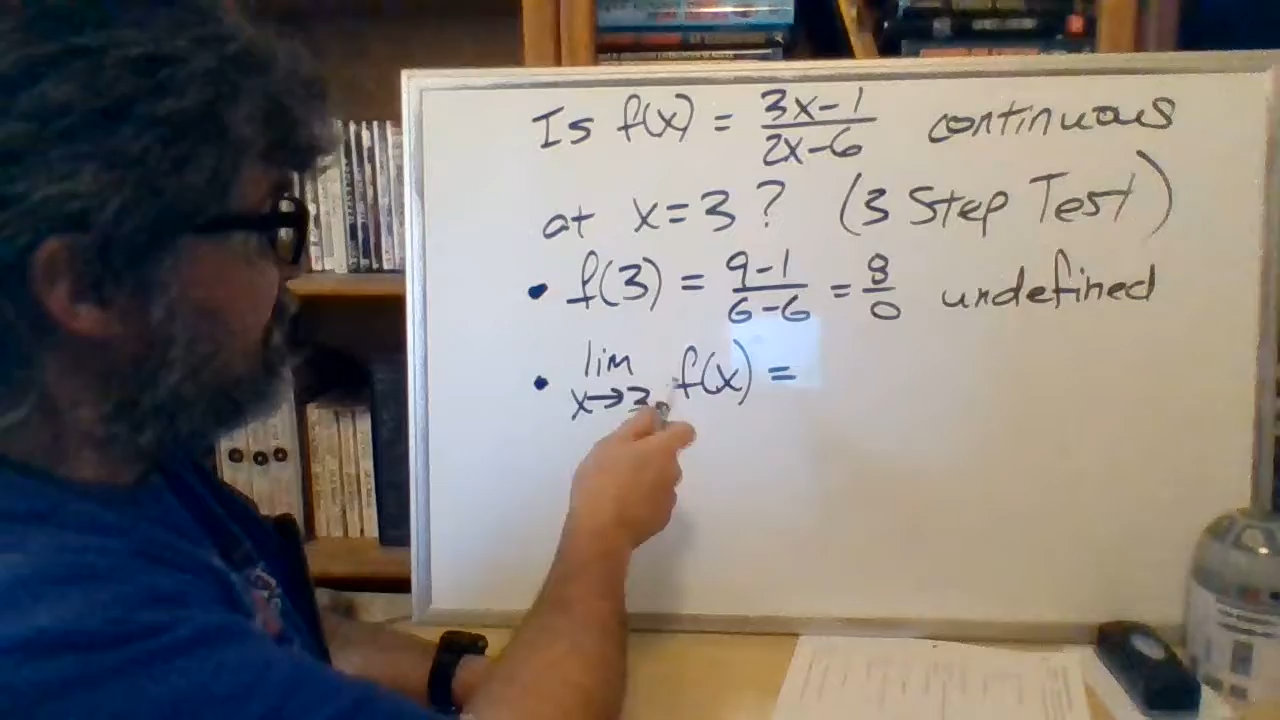 Is f(x) = (3x-1)/(2x-6) continuous
at x=3? (3 Step Test)
• f(3) = (9-1)/(6-6) = 8/0 undefined
• lim x→3 f(x) =